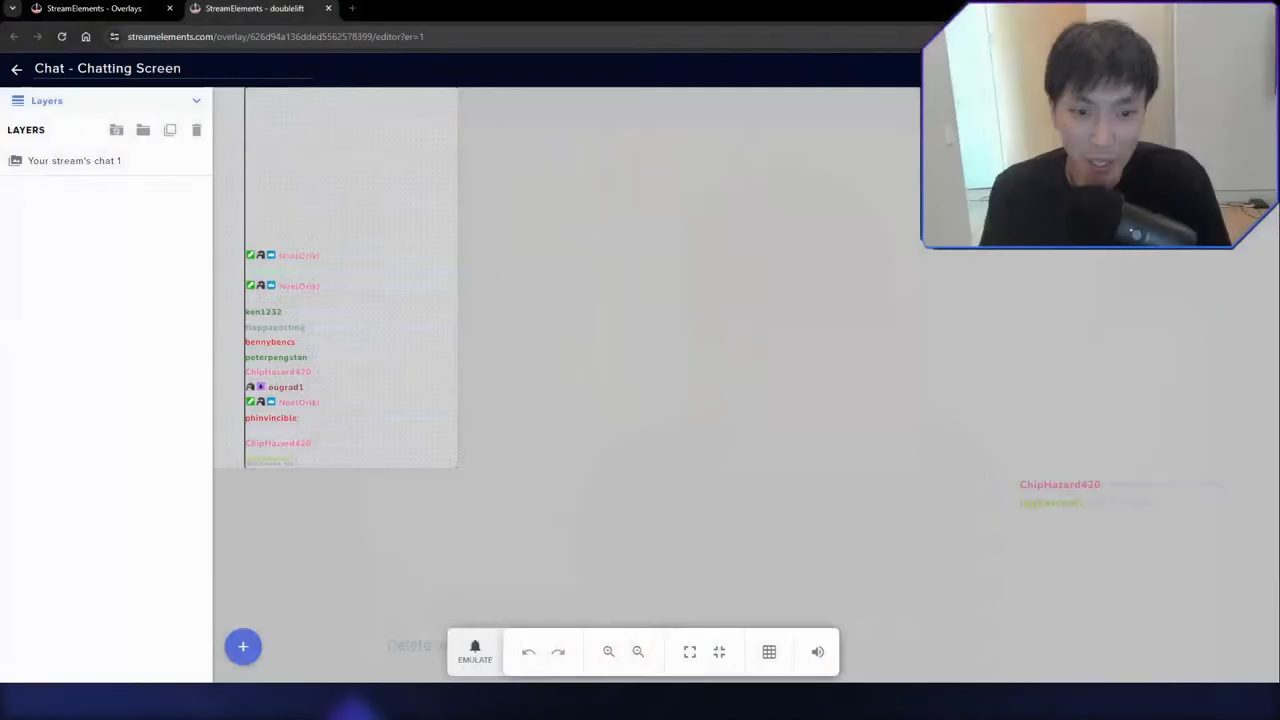 StreamElements - Overlays
StreamElements - doublelift
streamelements.com/overlay/626d94a136dded5562578399/editor?er=1
Chat - Chatting Screen
Layers
LAYERS
Your stream's chat 1
NoelOriki
NoelOriki
ken1232
bennybencs
peterpengstan
ChipHazard420
ougrad1
NoelOriki
phinvincible:
ChipHazard420
ChipHazard420:
Delete
EMULATE